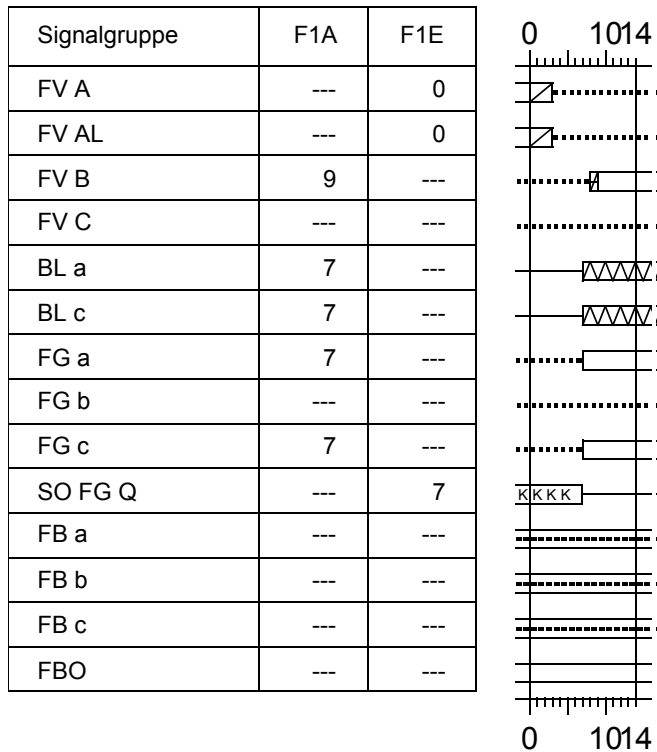 Signalgruppe F1A F1E 0 1014
FV A --- 0
FV AL --- 0
FV B 9 ---
FV C --- ---
BL a 7 ---
BL c 7 ---
FG a 7 ---
FG b --- ---
FG c 7 ---
SO FG Q --- 7 K K K K
FB a --- ---
FB b --- ---
FB c --- ---
FBO --- ---
0 1014